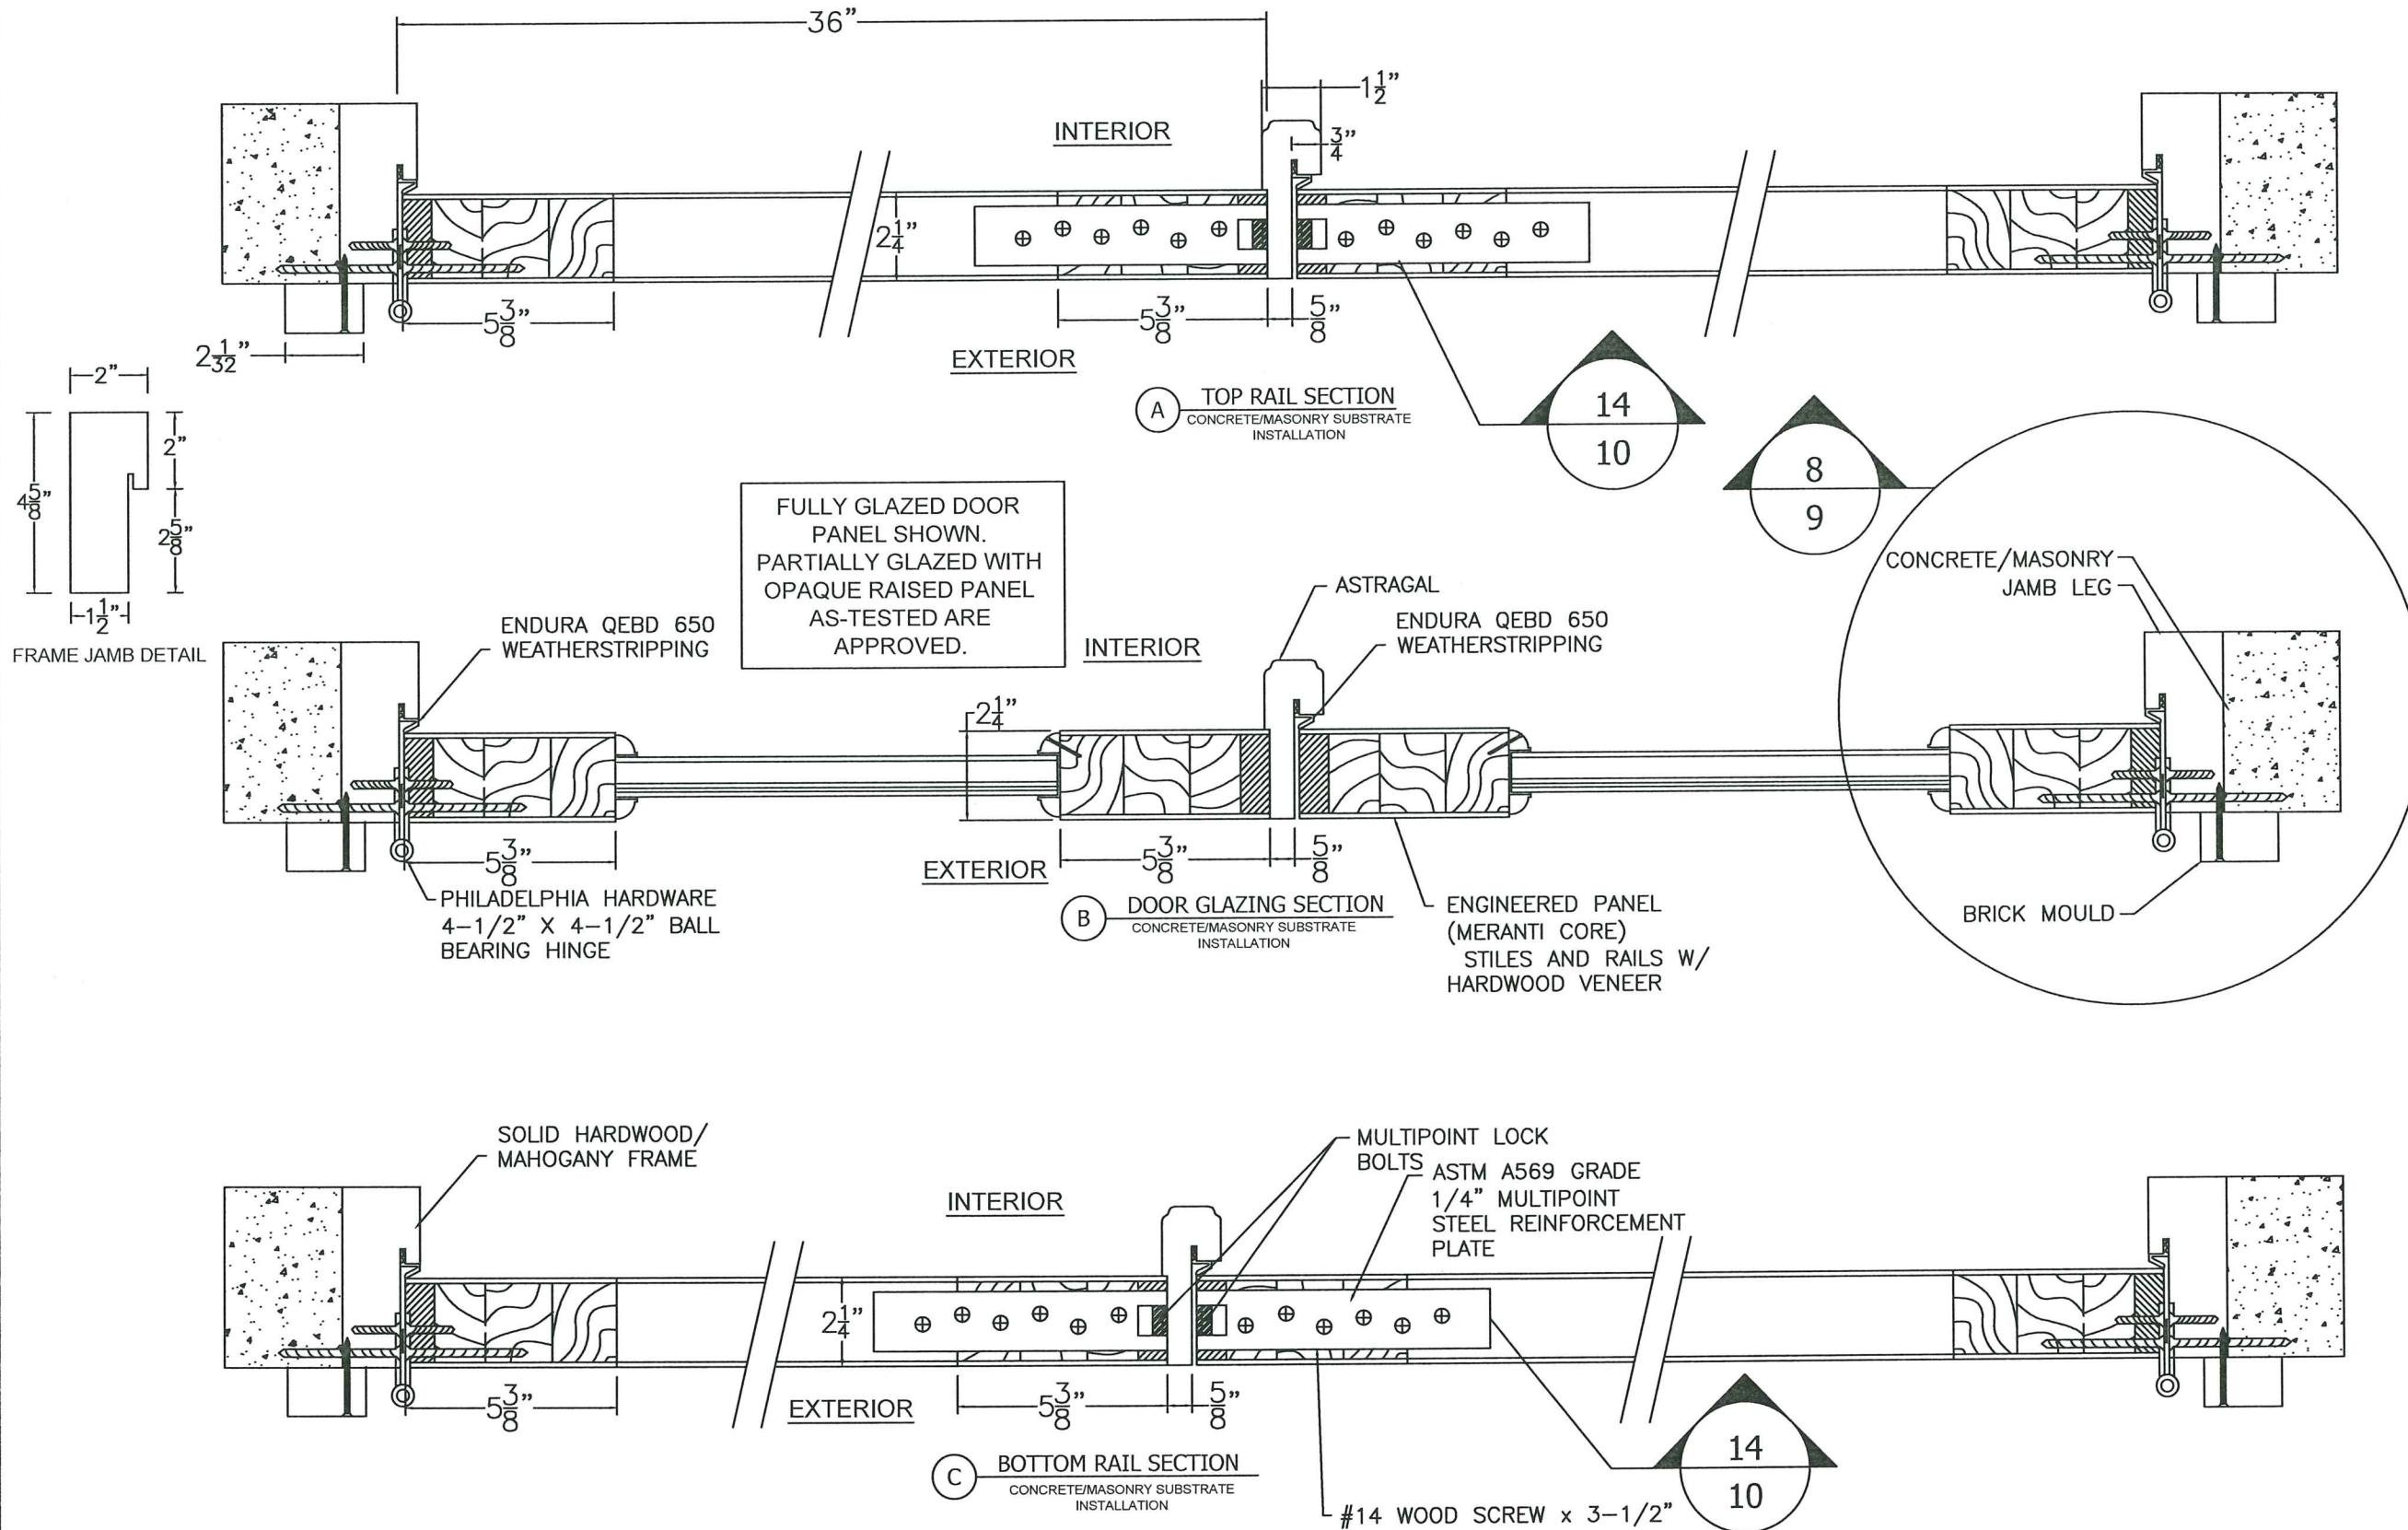 36"
1 1/2"
INTERIOR
3/4"
2 1/4"
5 3/8"
5 3/8"
5/8"
2 1/32"
EXTERIOR
A
TOP RAIL SECTION
CONCRETE/MASONRY SUBSTRATE
INSTALLATION
14
10
8
9
2"
2"
4 5/8"
2 5/8"
1 1/2"
FRAME JAMB DETAIL
FULLY GLAZED DOOR
PANEL SHOWN.
PARTIALLY GLAZED WITH
OPAQUE RAISED PANEL
AS-TESTED ARE
APPROVED.
ENDURA QEBD 650
WEATHERSTRIPPING
INTERIOR
ASTRAGAL
ENDURA QEBD 650
WEATHERSTRIPPING
CONCRETE/MASONRY
JAMB LEG
2 1/4"
5 3/8"
5 3/8"
5/8"
EXTERIOR
PHILADELPHIA HARDWARE
4-1/2" X 4-1/2" BALL
BEARING HINGE
B
DOOR GLAZING SECTION
CONCRETE/MASONRY SUBSTRATE
INSTALLATION
ENGINEERED PANEL
(MERANTI CORE)
STILES AND RAILS W/
HARDWOOD VENEER
BRICK MOULD
SOLID HARDWOOD/
MAHOGANY FRAME
INTERIOR
MULTIPOINT LOCK
BOLTS
ASTM A569 GRADE
1/4" MULTIPOINT
STEEL REINFORCEMENT
PLATE
2 1/4"
5 3/8"
5 3/8"
5/8"
EXTERIOR
C
BOTTOM RAIL SECTION
CONCRETE/MASONRY SUBSTRATE
INSTALLATION
14
10
#14 WOOD SCREW x 3-1/2"